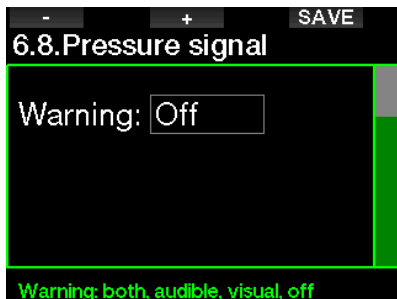 - + SAVE
6.8.Pressure signal
Warning: Off
Warning: both, audible, visual, off